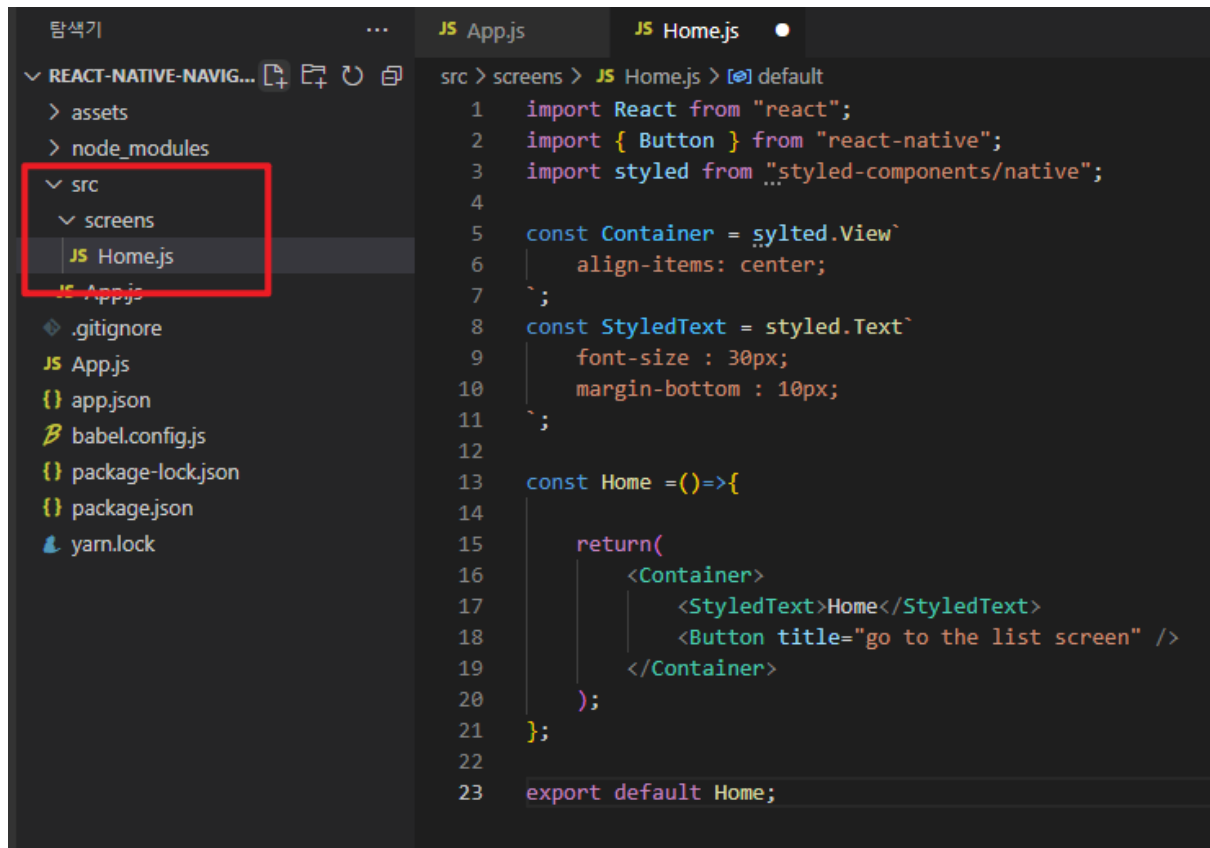 탐색기 ...
REACT-NATIVE-NAVIG...
assets
node_modules
src
screens
JS Home.js
JS App.js
.gitignore
JS App.js
{} app.json
babel.config.js
{} package-lock.json
{} package.json
yarn.lock
JS App.js JS Home.js ●
src > screens > JS Home.js > default
1 import React from "react";
2 import { Button } from "react-native";
3 import styled from "styled-components/native";
4
5 const Container = sylted.View`
6     align-items: center;
7 `;
8 const StyledText = styled.Text`
9     font-size : 30px;
10     margin-bottom : 10px;
11 `;
12
13 const Home =()=>{
14
15     return(
16         <Container>
17             <StyledText>Home</StyledText>
18             <Button title="go to the list screen" />
19         </Container>
20     );
21 };
22
23 export default Home;